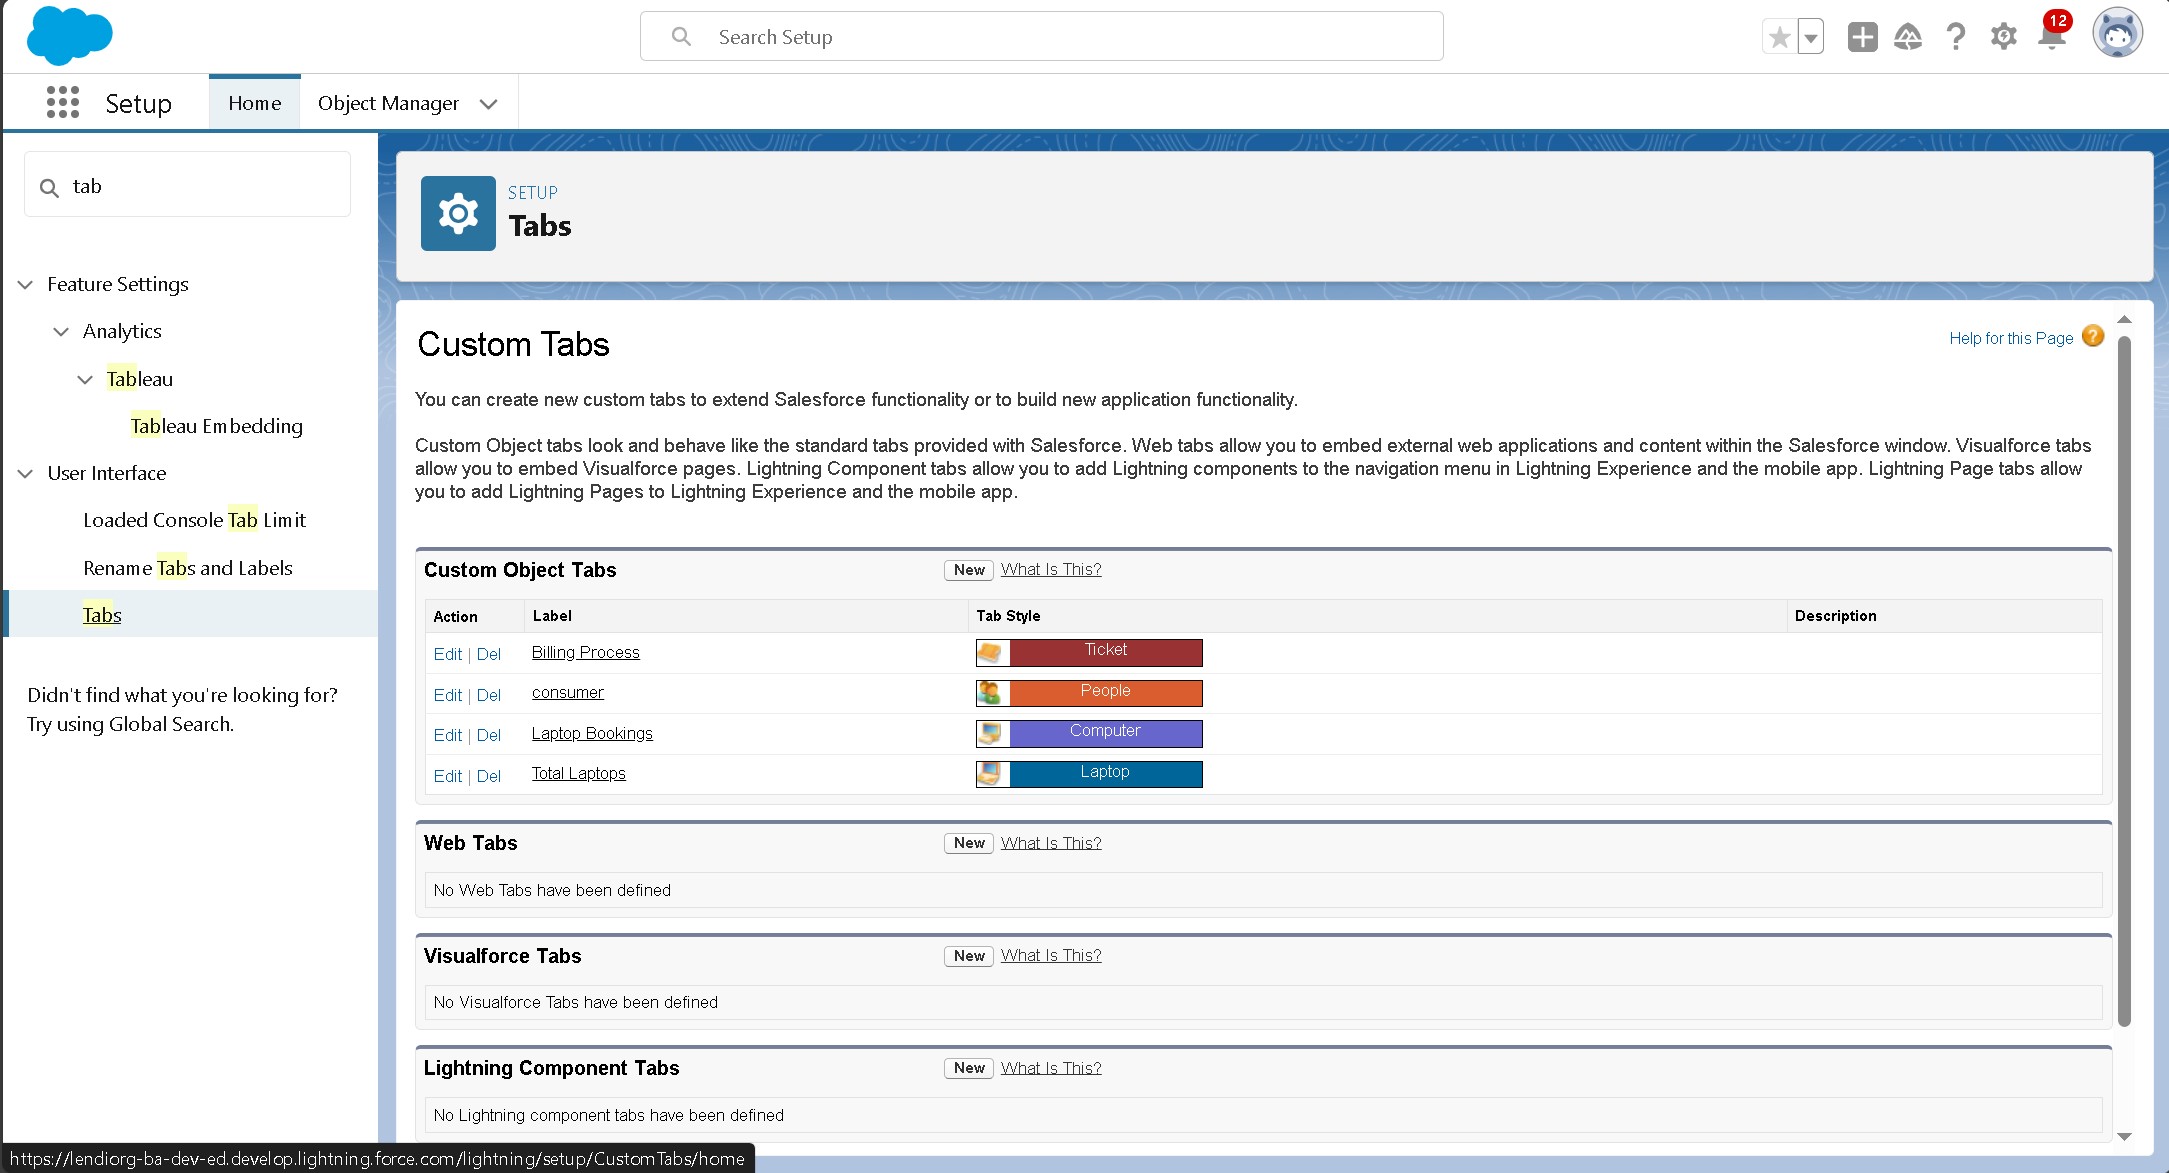 Search Setup
12
Setup
Home
Object Manager
tab
Feature Settings
Analytics
Tableau
Tableau Embedding
User Interface
Loaded Console Tab Limit
Rename Tabs and Labels
Tabs
Didn't find what you're looking for?
Try using Global Search.
SETUP
Tabs
Custom Tabs
Help for this Page ?
You can create new custom tabs to extend Salesforce functionality or to build new application functionality.
Custom Object tabs look and behave like the standard tabs provided with Salesforce. Web tabs allow you to embed external web applications and content within the Salesforce window. Visualforce tabs
allow you to embed Visualforce pages. Lightning Component tabs allow you to add Lightning components to the navigation menu in Lightning Experience and the mobile app. Lightning Page tabs allow
you to add Lightning Pages to Lightning Experience and the mobile app.
Custom Object Tabs New What Is This?
Action Label Tab Style Description
Edit | Del Billing Process Ticket
Edit | Del consumer People
Edit | Del Laptop Bookings Computer
Edit | Del Total Laptops Laptop
Web Tabs New What Is This?
No Web Tabs have been defined
Visualforce Tabs New What Is This?
No Visualforce Tabs have been defined
Lightning Component Tabs New What Is This?
No Lightning component tabs have been defined
https://lendiorg-ba-dev-ed.develop.lightning.force.com/lightning/setup/CustomTabs/home